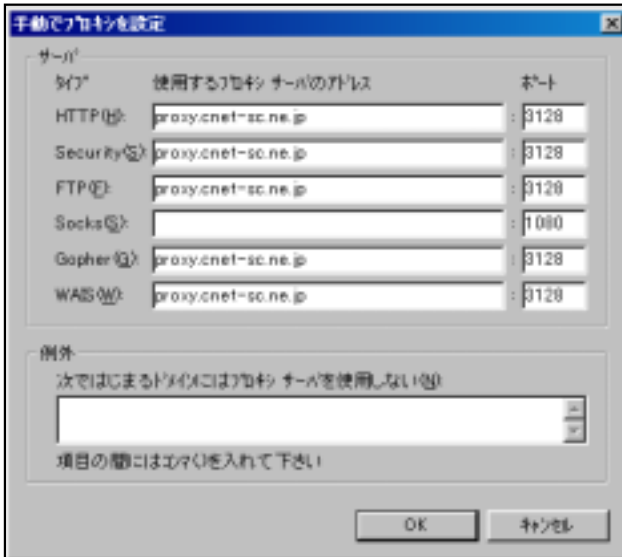 手動でﾌﾟﾛｷｼを設定
ｻｰﾊﾞ
ﾀｲﾌﾟ 使用するﾌﾟﾛｷｼ ｻｰﾊﾞのｱﾄﾞﾚｽ ﾎﾟｰﾄ
HTTP(H): proxy.cnet-sc.ne.jp : 3128
Security(S): proxy.cnet-sc.ne.jp : 3128
FTP(F): proxy.cnet-sc.ne.jp : 3128
Socks(S): : 1080
Gopher(G): proxy.cnet-sc.ne.jp : 3128
WAIS(W): proxy.cnet-sc.ne.jp : 3128
例外
次ではじまるﾄﾞﾒｲﾝにはﾌﾟﾛｷｼ ｻｰﾊﾞを使用しない(N):
項目の間にはｺﾝﾏ(,)を入れて下さい
OK ｷｬﾝｾﾙ